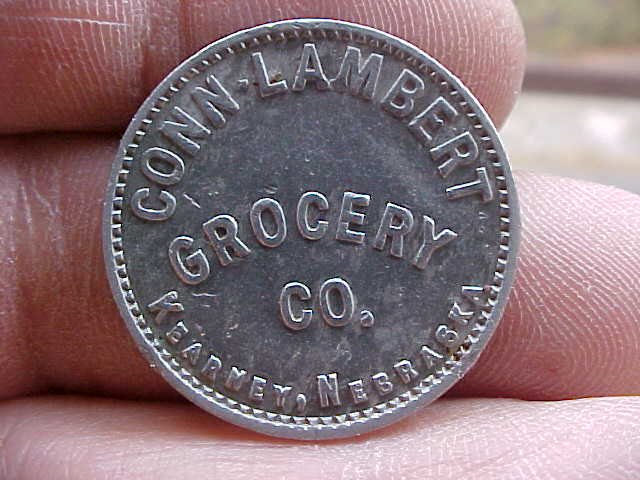 CONN-LAMBERT
GROCERY
CO.
KEARNEY, NEBRASKA